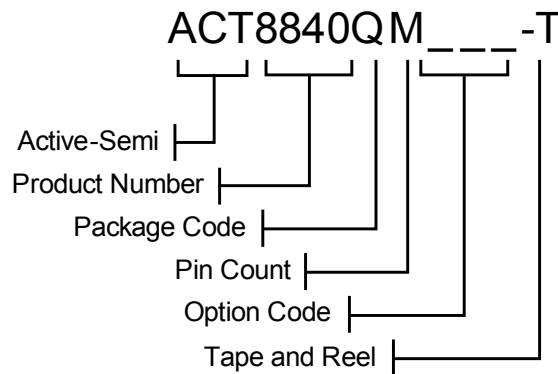 ACT8840QM_ _ _ -T
Active-Semi
Product Number
Package Code
Pin Count
Option Code
Tape and Reel